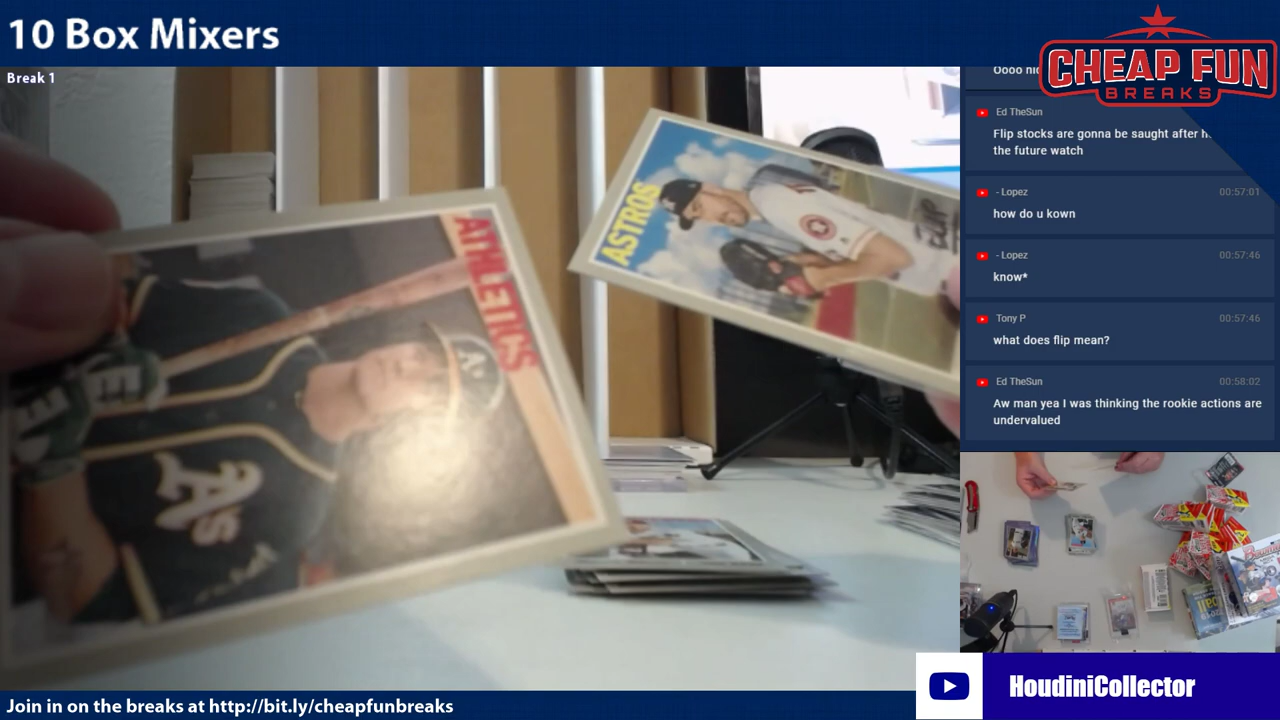 10 Box Mixers
Break 1
ATHLETICS
A's
ASTROS
CHEAP FUN
BREAKS
Ed TheSun
Flip stocks are gonna be saught after
the future watch
- Lopez 00:57:01
how do u kown
- Lopez 00:57:46
know*
Tony P 00:57:46
what does flip mean?
Ed TheSun 00:58:02
Aw man yea I was thinking the rookie actions are
undervalued
HoudiniCollector
Join in on the breaks at http://bit.ly/cheapfunbreaks